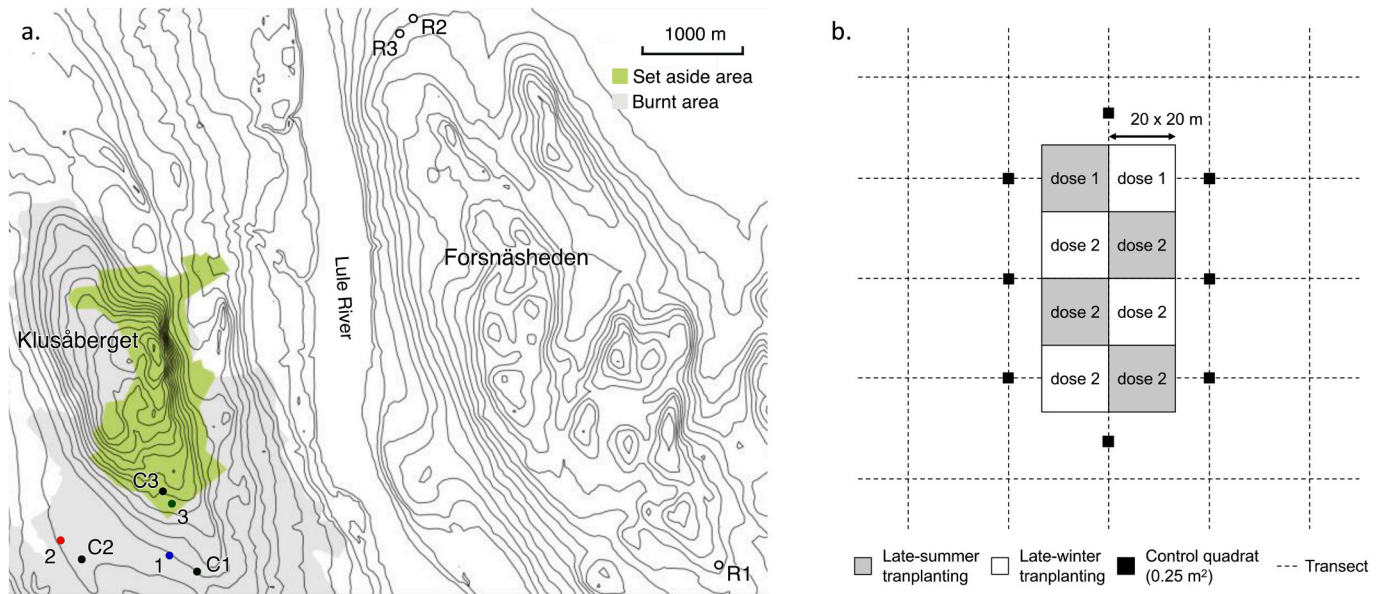 a.
R2
R3
1000 m
Set aside area
Burnt area
Lule River
Forsnäsheden
Klusåberget
C3
3
2
C2
1
C1
R1
b.
20 x 20 m
dose 1 dose 1
dose 2 dose 2
dose 2 dose 2
dose 2 dose 2
Late-summer
tranplanting
Late-winter
tranplanting
Control quadrat
(0.25 m²)
Transect